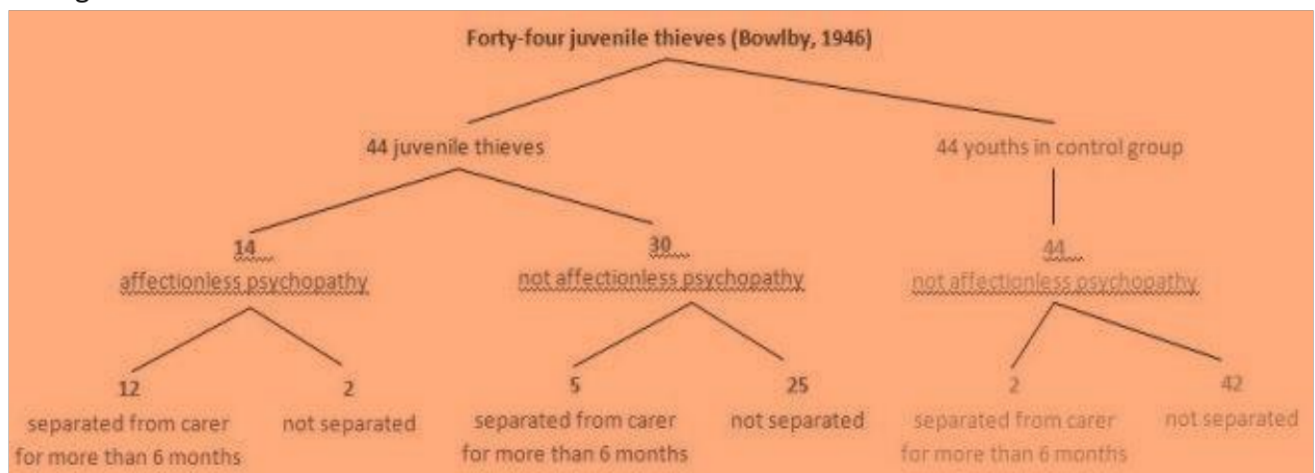 Forty-four juvenile thieves (Bowlby, 1946)
44 juvenile thieves
44 youths in control group
14
affectionless psychopathy
30
not affectionless psychopathy
44
not affectionless psychopathy
12
separated from carer
for more than 6 months
2
not separated
5
separated from carer
for more than 6 months
25
not separated
2
separated from carer
for more than 6 months
42
not separated